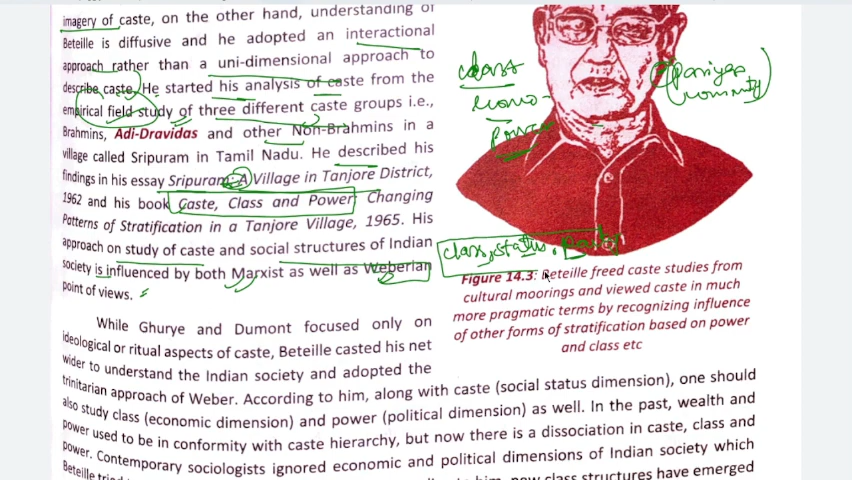 imagery of caste, on the other hand, understanding of
Beteille is diffusive and he adopted an interactional
approach rather than a uni-dimensional approach to
describe caste. He started his analysis of caste from the
empirical field study of three different caste groups i.e.,
Brahmins, Adi-Dravidas and other Non-Brahmins in a
village called Sripuram in Tamil Nadu. He described his
findings in his essay Sripuram: A Village in Tanjore District,
1962 and his book Caste, Class and Power: Changing
Patterns of Stratification in a Tanjore Village, 1965. His
approach on study of caste and social structures of Indian
society is influenced by both Marxist as well as Weberian
point of views.
While Ghurye and Dumont focused only on
ideological or ritual aspects of caste, Beteille casted his net
wider to understand the Indian society and adopted the
trinitarian approach of Weber. According to him, along with caste (social status dimension), one should
also study class (economic dimension) and power (political dimension) as well. In the past, wealth and
power used to be in conformity with caste hierarchy, but now there is a dissociation in caste, class and
power. Contemporary sociologists ignored economic and political dimensions of Indian society which
Beteille
now class structures have emerged
class
Power
class, status, Party
Figure 14.3: Beteille freed caste studies from
cultural moorings and viewed caste in much
more pragmatic terms by recognizing influence
of other forms of stratification based on power
and class etc